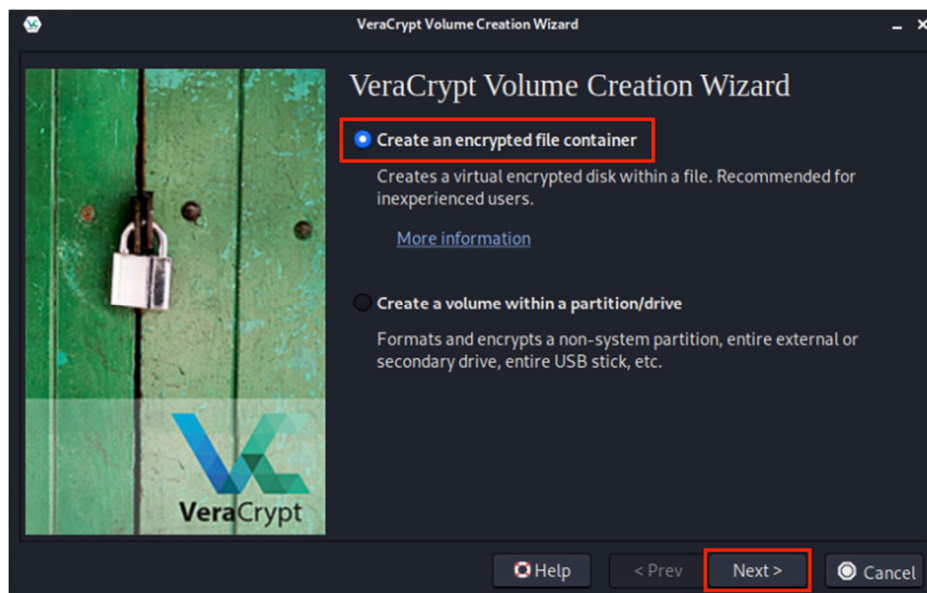 VeraCrypt Volume Creation Wizard
VeraCrypt Volume Creation Wizard
Create an encrypted file container
Creates a virtual encrypted disk within a file. Recommended for
inexperienced users.
More information
Create a volume within a partition/drive
Formats and encrypts a non-system partition, entire external or
secondary drive, entire USB stick, etc.
VeraCrypt
Help
< Prev
Next >
Cancel